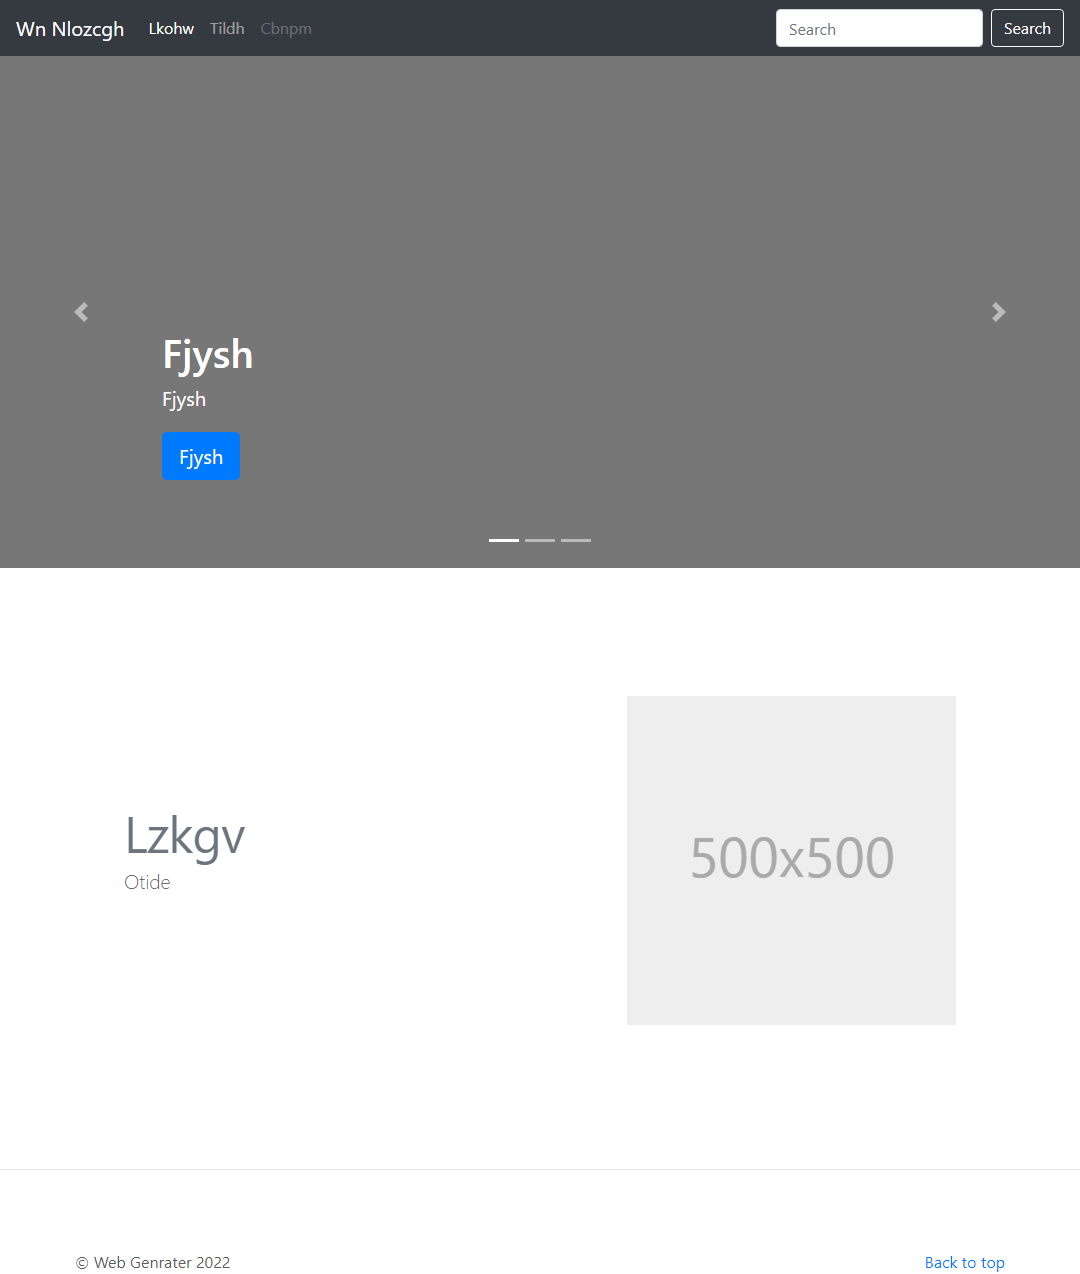 Wn Nlozcgh Lkohw Tildh Cbnpm Search Search
Fjysh
Fjysh
Fjysh
Lzkgv
Otide
500x500
© Web Genrater 2022 Back to top